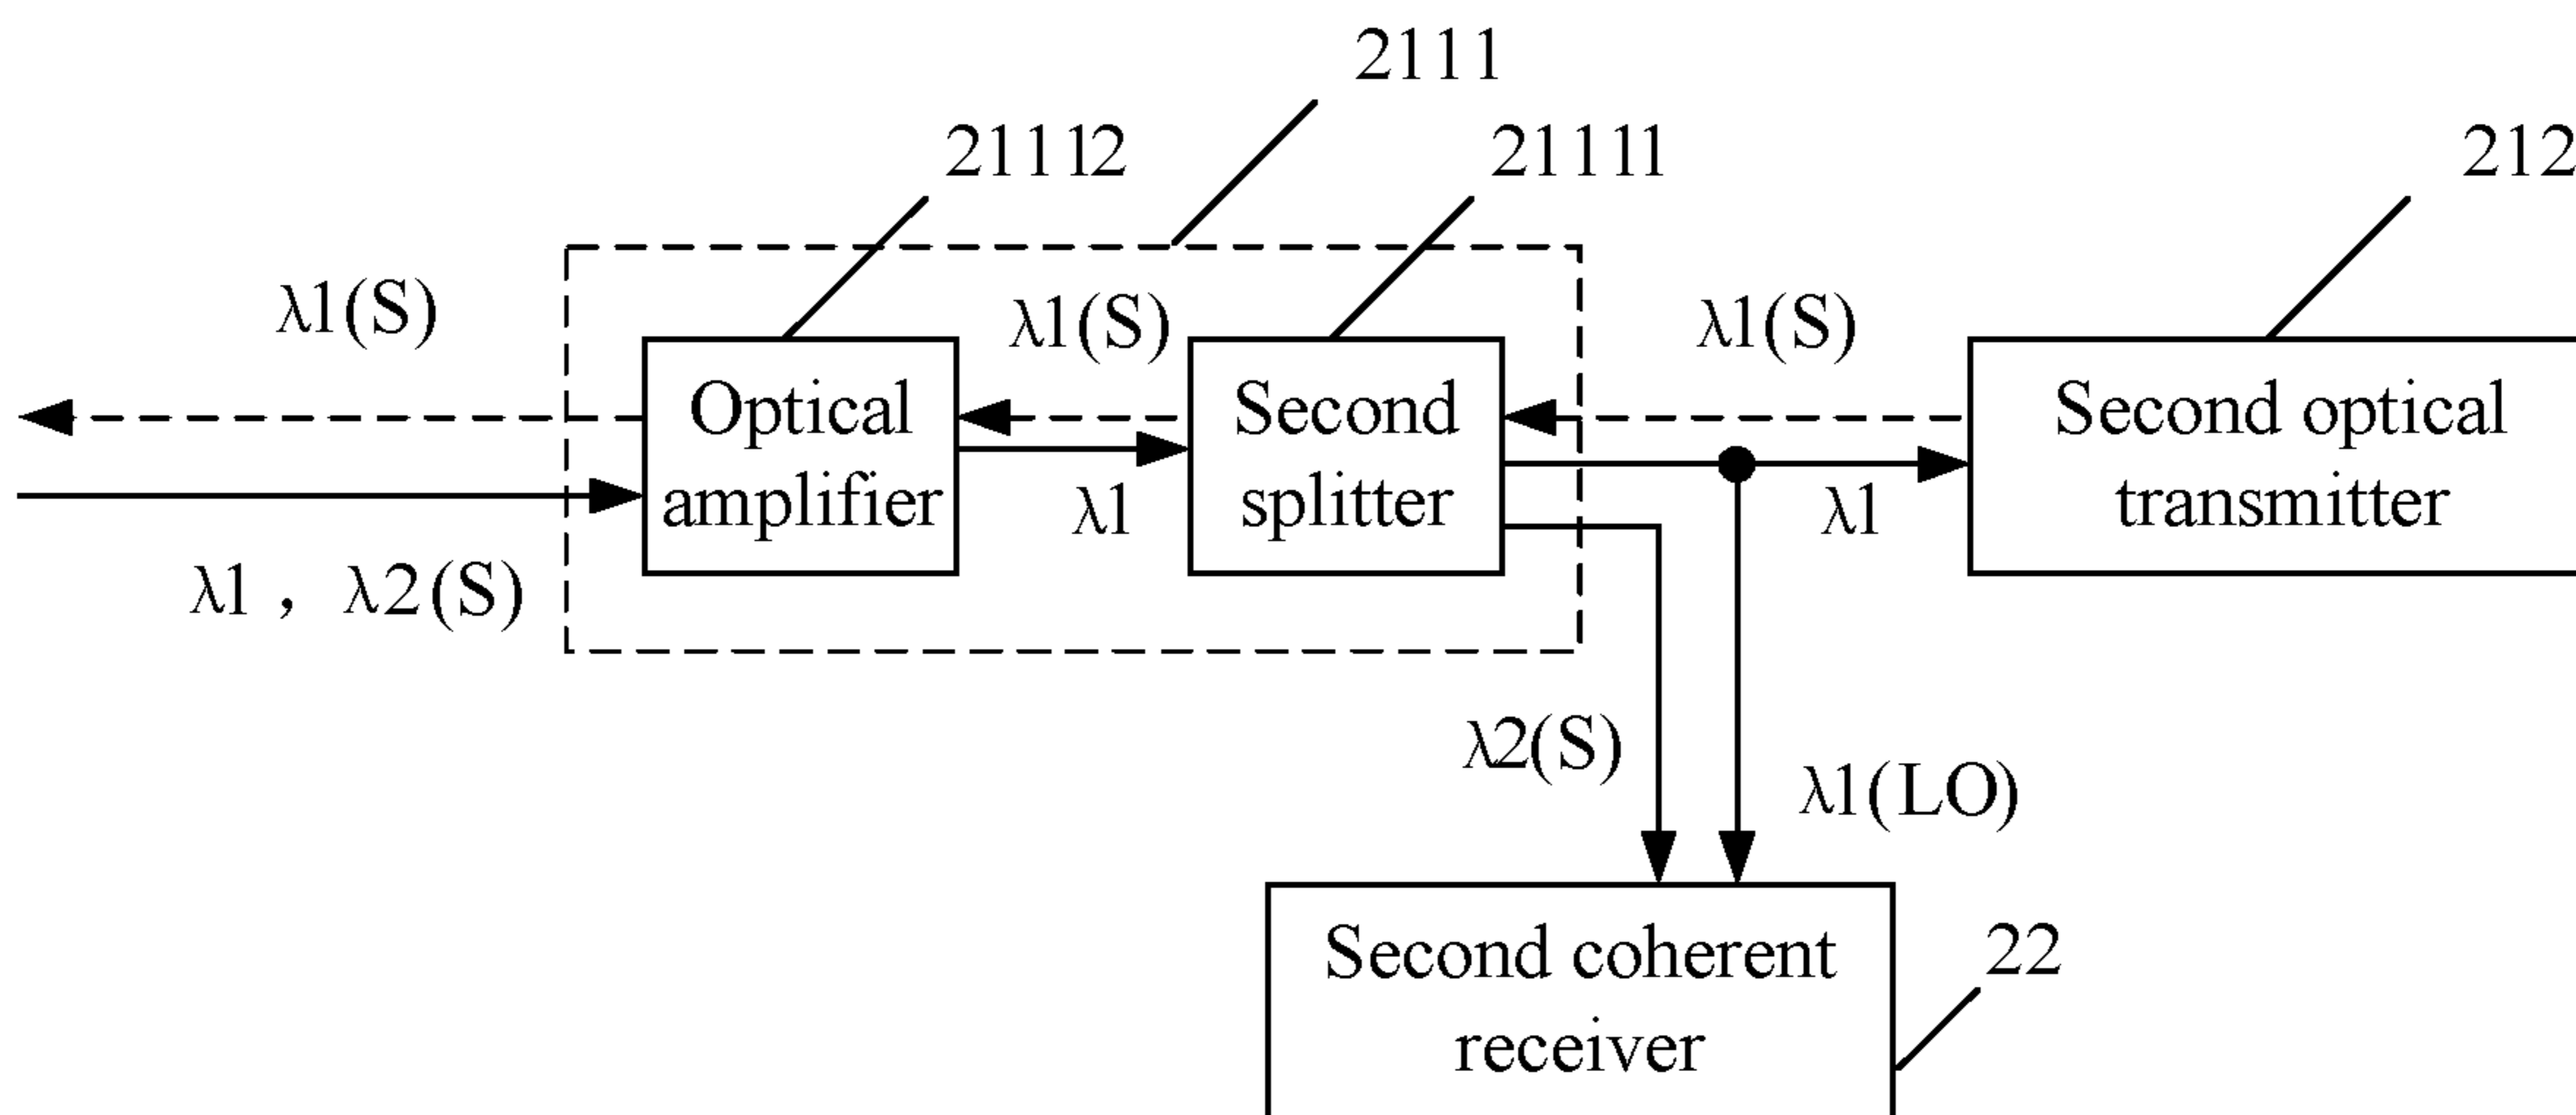 2111
21112
21111
212
λ1(S)
λ1(S)
λ1(S)
Optical
amplifier
Second
splitter
Second optical
transmitter
λ1
λ1
λ1 , λ2(S)
λ2(S)
λ1(LO)
Second coherent
receiver
22